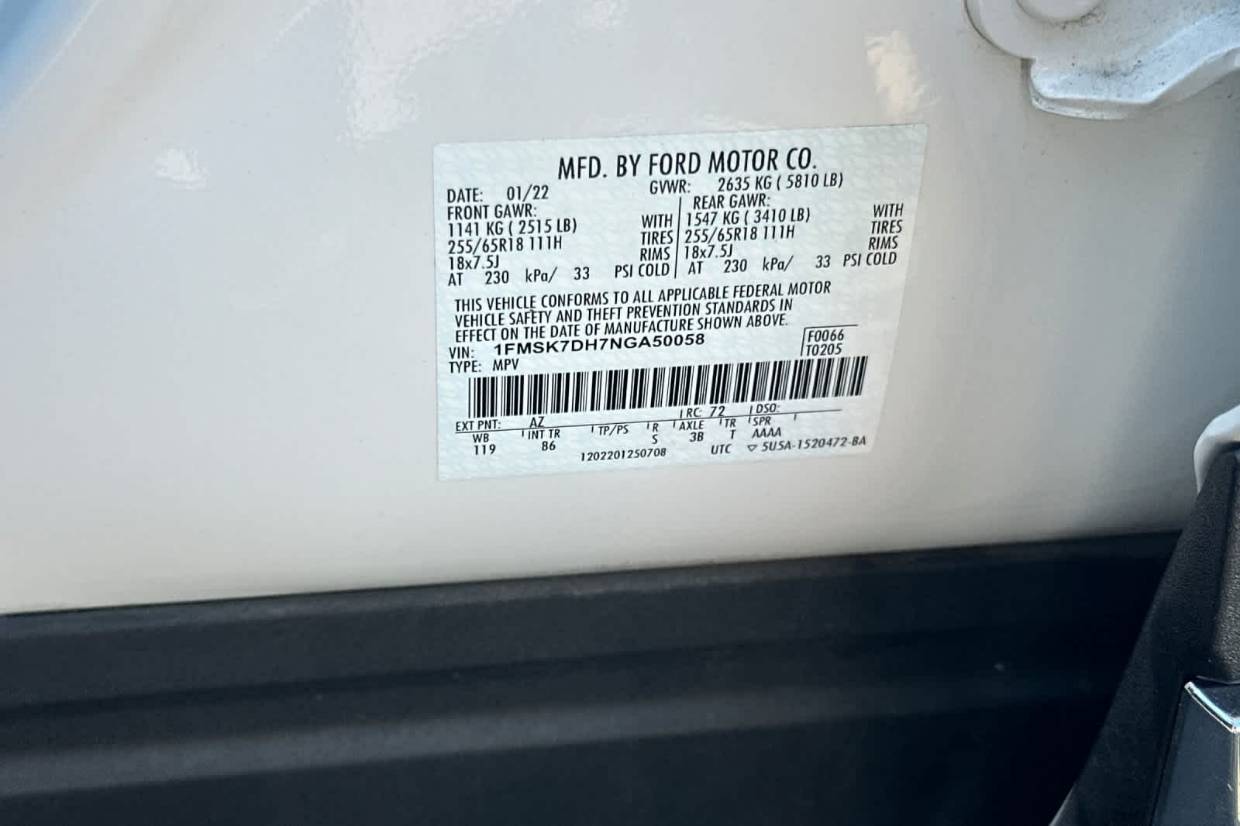 MFD. BY FORD MOTOR CO.
DATE: 01/22 GVWR: 2635 KG ( 5810 LB)
FRONT GAWR: REAR GAWR:
1141 KG ( 2515 LB) WITH 1547 KG ( 3410 LB) WITH
255/65R18 111H TIRES 255/65R18 111H TIRES
18x7.5J RIMS 18x7.5J RIMS
AT 230 kPa/ 33 PSI COLD AT 230 kPa/ 33 PSI COLD
THIS VEHICLE CONFORMS TO ALL APPLICABLE FEDERAL MOTOR
VEHICLE SAFETY AND THEFT PREVENTION STANDARDS IN
EFFECT ON THE DATE OF MANUFACTURE SHOWN ABOVE.
VIN: 1FMSK7DH7NGA50058 F0066
TYPE: MPV T0205
EXT PNT: AZ RC: 72 DSO:
WB INT TR TP/PS R AXLE TR SPR
119 86 S 3B T AAAA
1202201250708 UTC ▽ 5U5A-1520472-BA